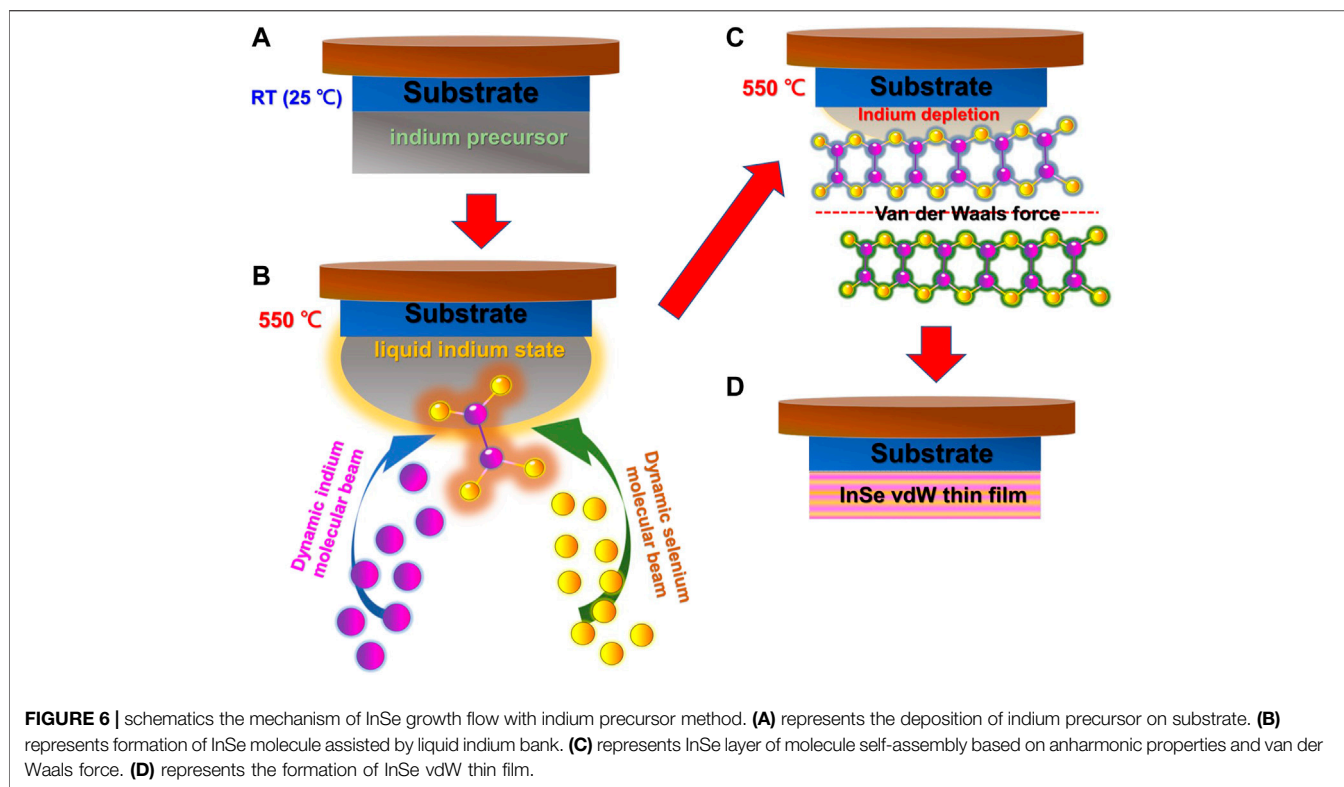 A
RT (25 ℃)
Substrate
indium precursor
B
550 ℃
Substrate
liquid indium state
Dynamic indium
molecular beam
Dynamic selenium
molecular beam
C
550 ℃
Substrate
Indium depletion
Van der Waals force
D
Substrate
InSe vdW thin film
FIGURE 6 | schematics the mechanism of InSe growth flow with indium precursor method. (A) represents the deposition of indium precursor on substrate. (B)
represents formation of InSe molecule assisted by liquid indium bank. (C) represents InSe layer of molecule self-assembly based on anharmonic properties and van der
Waals force. (D) represents the formation of InSe vdW thin film.